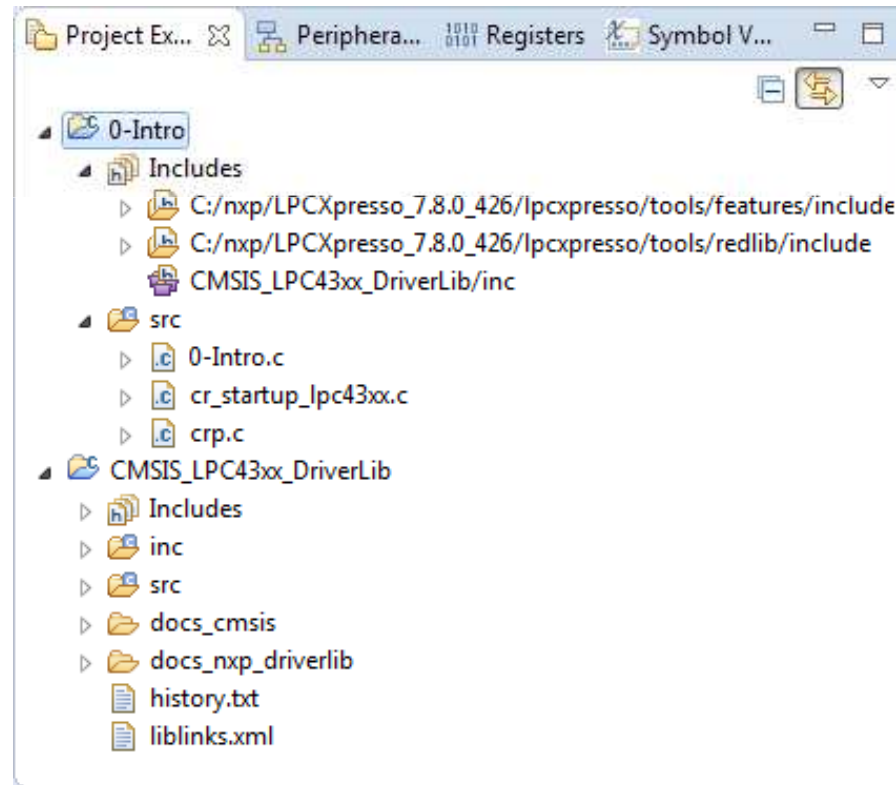 Project Ex... Periphera... 1010 0101 Registers Symbol V...
0-Intro
Includes
C:/nxp/LPCXpresso_7.8.0_426/lpcxpresso/tools/features/include
C:/nxp/LPCXpresso_7.8.0_426/lpcxpresso/tools/redlib/include
CMSIS_LPC43xx_DriverLib/inc
src
0-Intro.c
cr_startup_lpc43xx.c
crp.c
CMSIS_LPC43xx_DriverLib
Includes
inc
src
docs_cmsis
docs_nxp_driverlib
history.txt
liblinks.xml